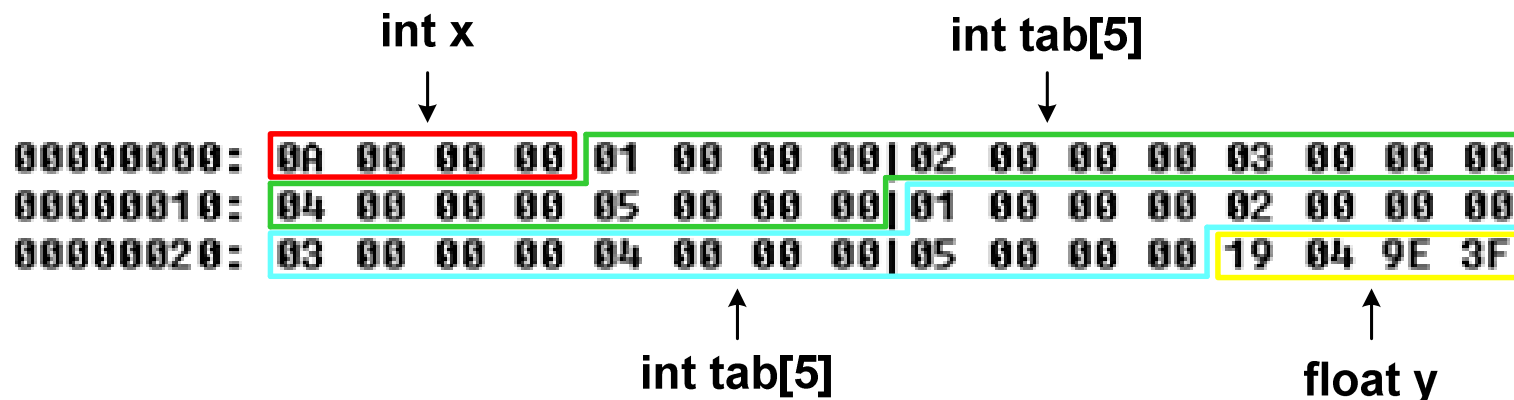 int x int tab[5]
00000000: 0A 00 00 00 01 00 00 00|02 00 00 00 03 00 00 00
00000010: 04 00 00 00 05 00 00 00|01 00 00 00 02 00 00 00
00000020: 03 00 00 00 04 00 00 00|05 00 00 00 19 04 9E 3F
int tab[5] float y